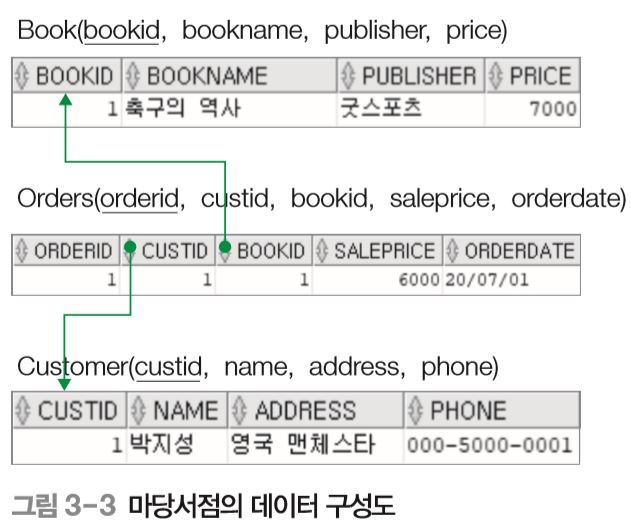 Book(bookid, bookname, publisher, price)
BOOKID BOOKNAME PUBLISHER PRICE
1 축구의 역사 굿스포츠 7000
Orders(orderid, custid, bookid, saleprice, orderdate)
ORDERID CUSTID BOOKID SALEPRICE ORDERDATE
1 1 1 6000 20/07/01
Customer(custid, name, address, phone)
CUSTID NAME ADDRESS PHONE
1 박지성 영국 맨체스타 000-5000-0001
그림 3-3 마당서점의 데이터 구성도